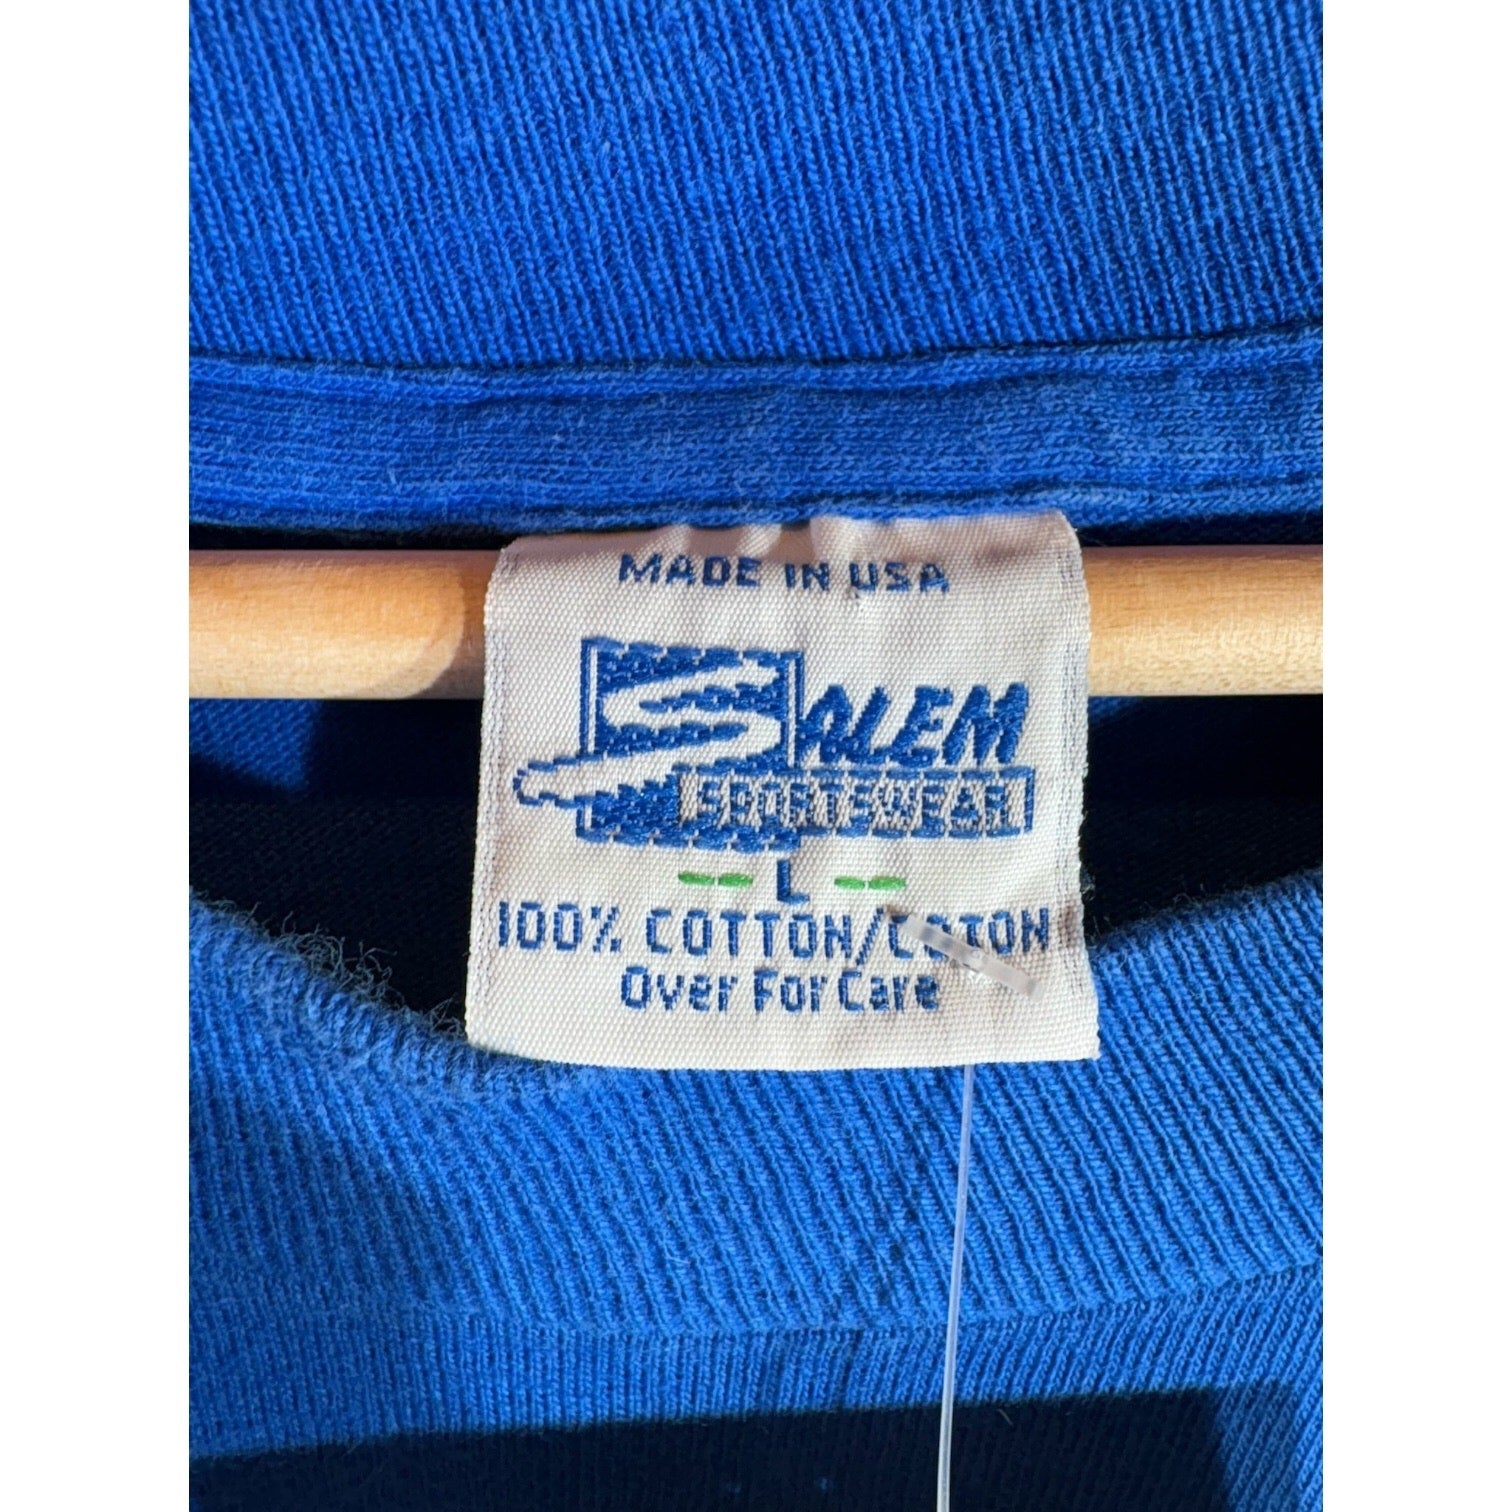 MADE IN USA
SALEM
SPORTSWEAR
L
100% COTTON/COTON
Over For Care